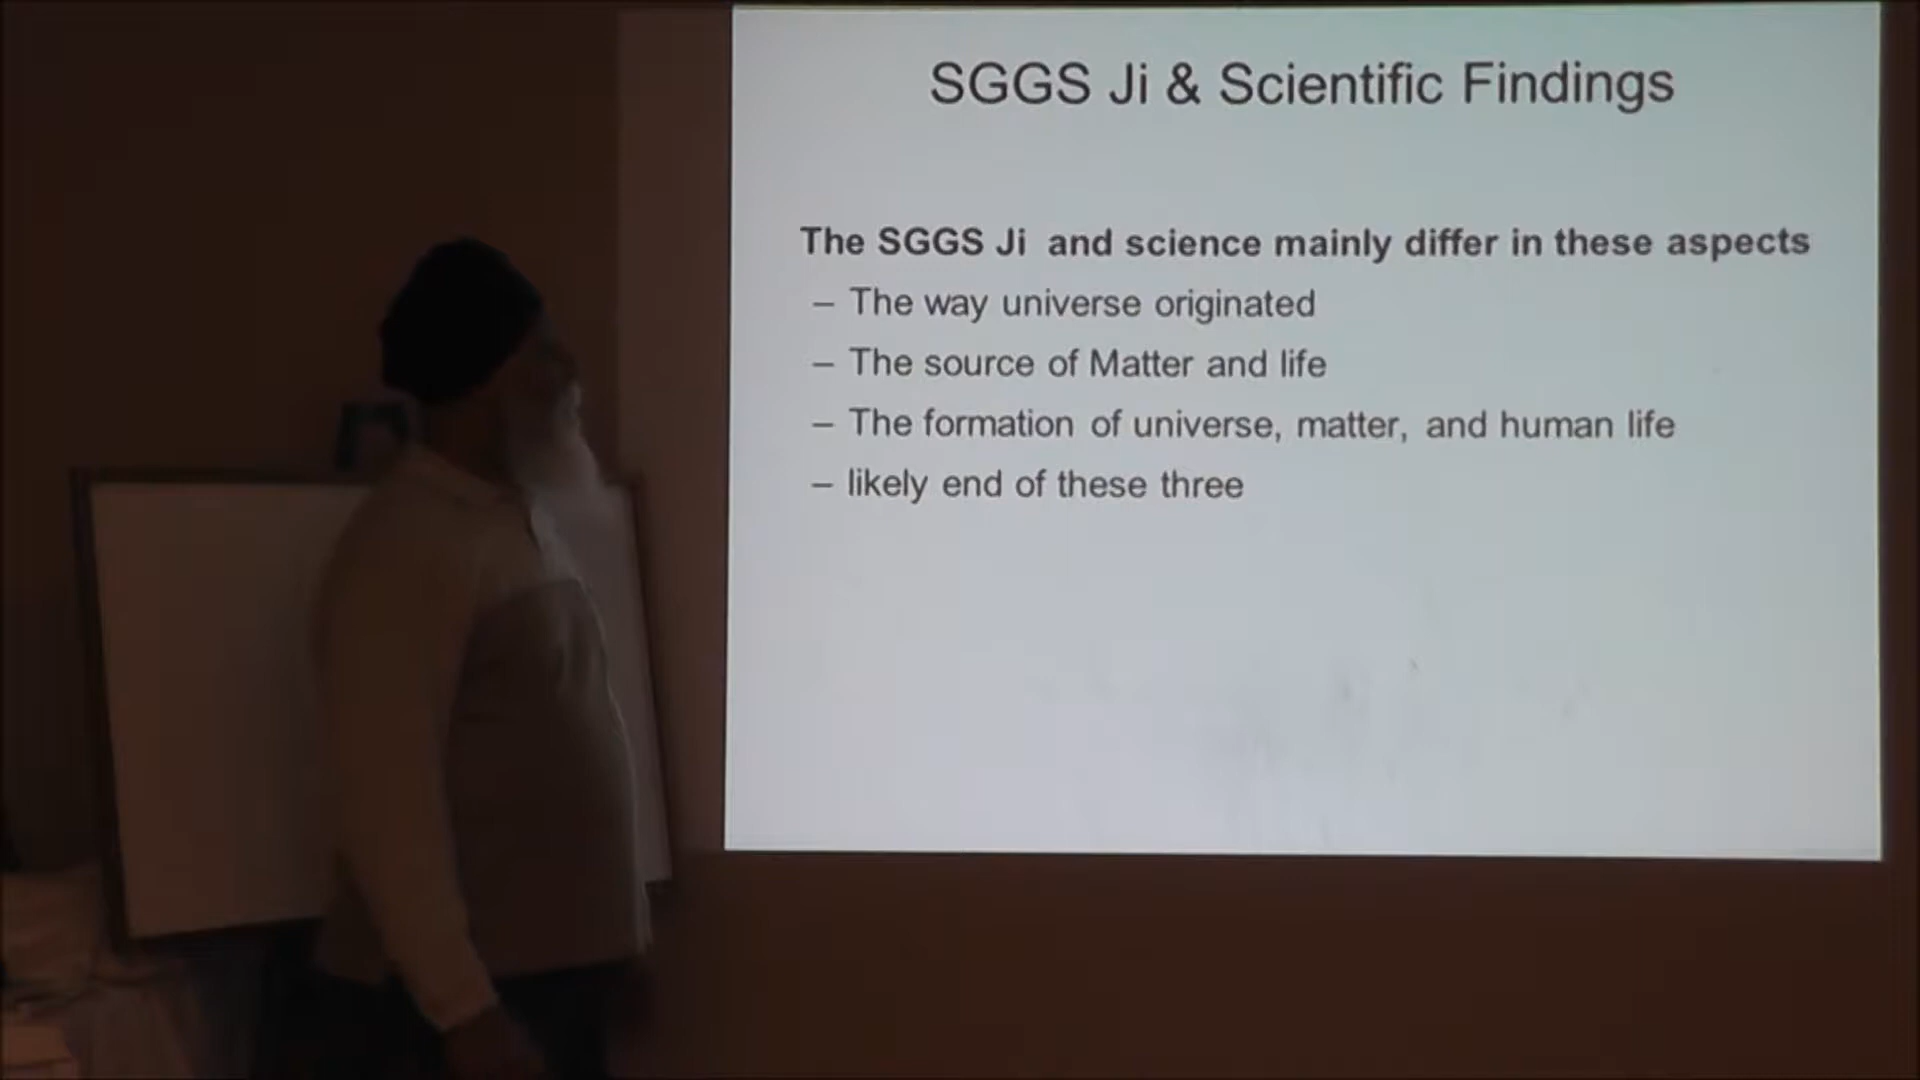 SGGS Ji & Scientific Findings
The SGGS Ji and science mainly differ in these aspects
– The way universe originated
– The source of Matter and life
– The formation of universe, matter, and human life
– likely end of these three